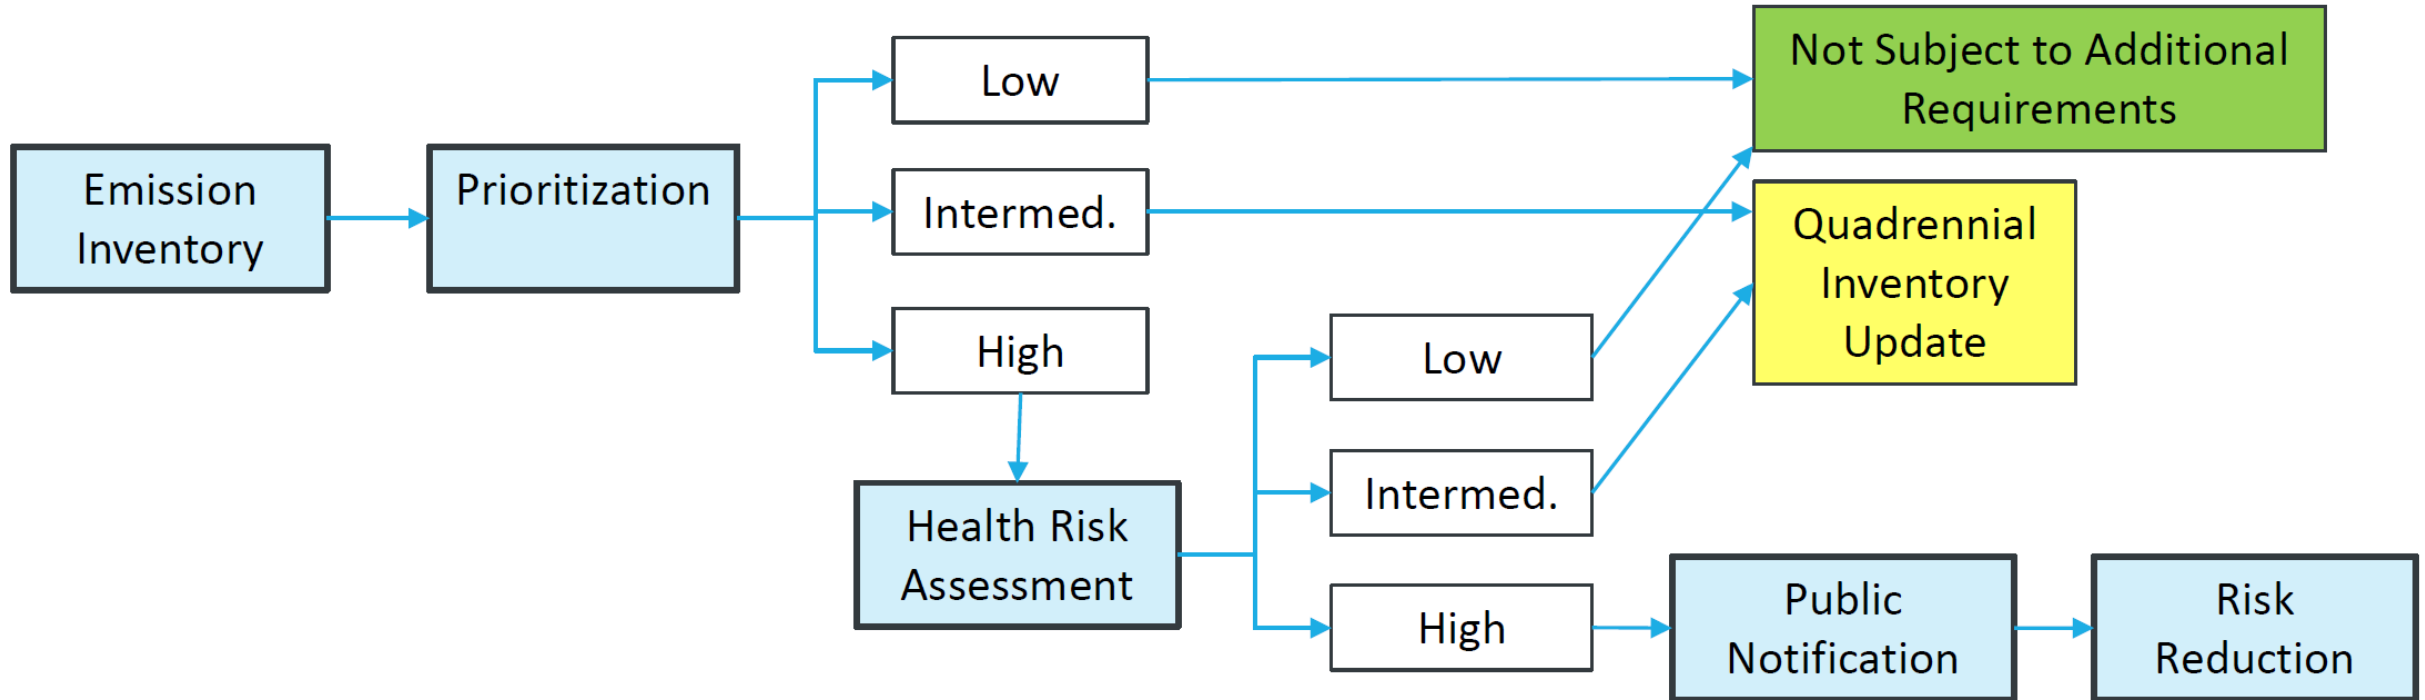 Emission
Inventory
Prioritization
Low
Intermed.
High
Health Risk
Assessment
Low
Intermed.
High
Not Subject to Additional
Requirements
Quadrennial
Inventory
Update
Public
Notification
Risk
Reduction